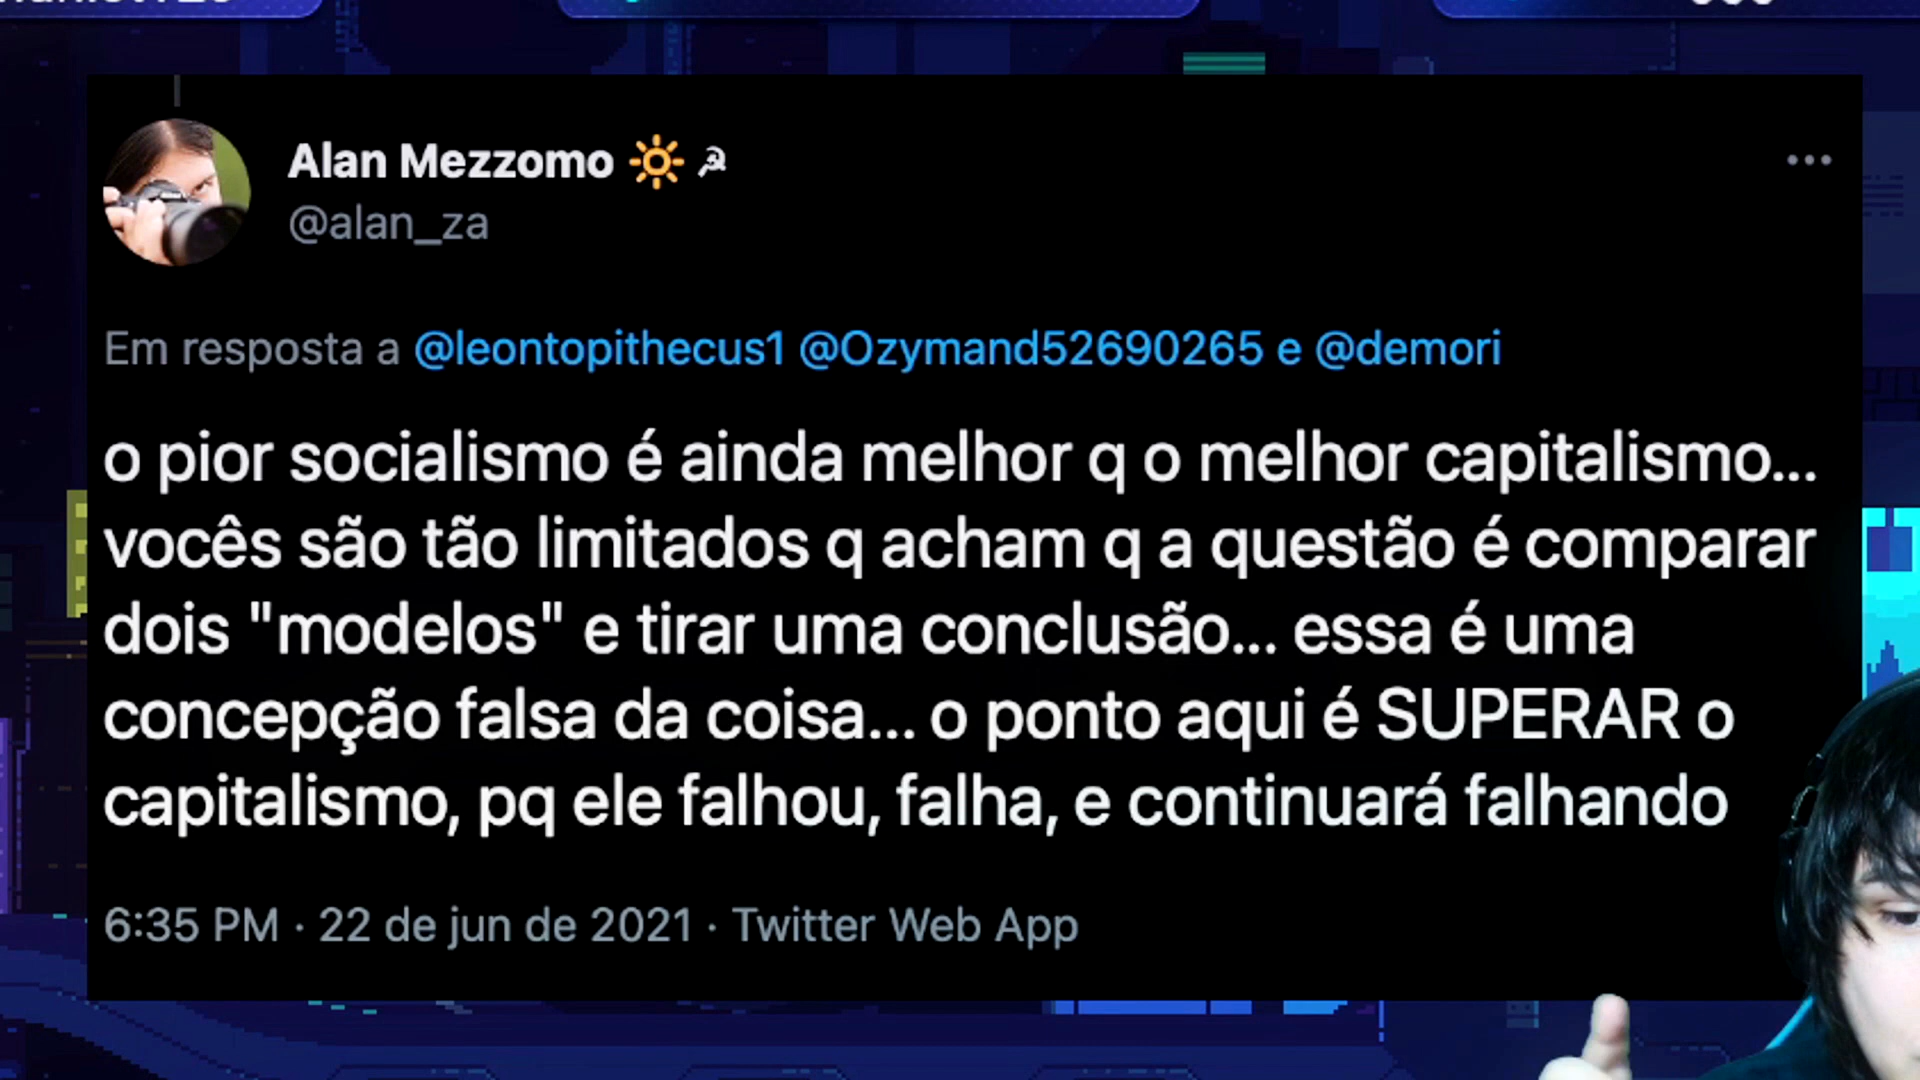 Alan Mezzomo 🔆 ☭
@alan_za
Em resposta a @leontopithecus1 @Ozymand52690265 e @demori
o pior socialismo é ainda melhor q o melhor capitalismo...
vocês são tão limitados q acham q a questão é comparar
dois "modelos" e tirar uma conclusão... essa é uma
concepção falsa da coisa... o ponto aqui é SUPERAR o
capitalismo, pq ele falhou, falha, e continuará falhando
6:35 PM · 22 de jun de 2021 · Twitter Web App